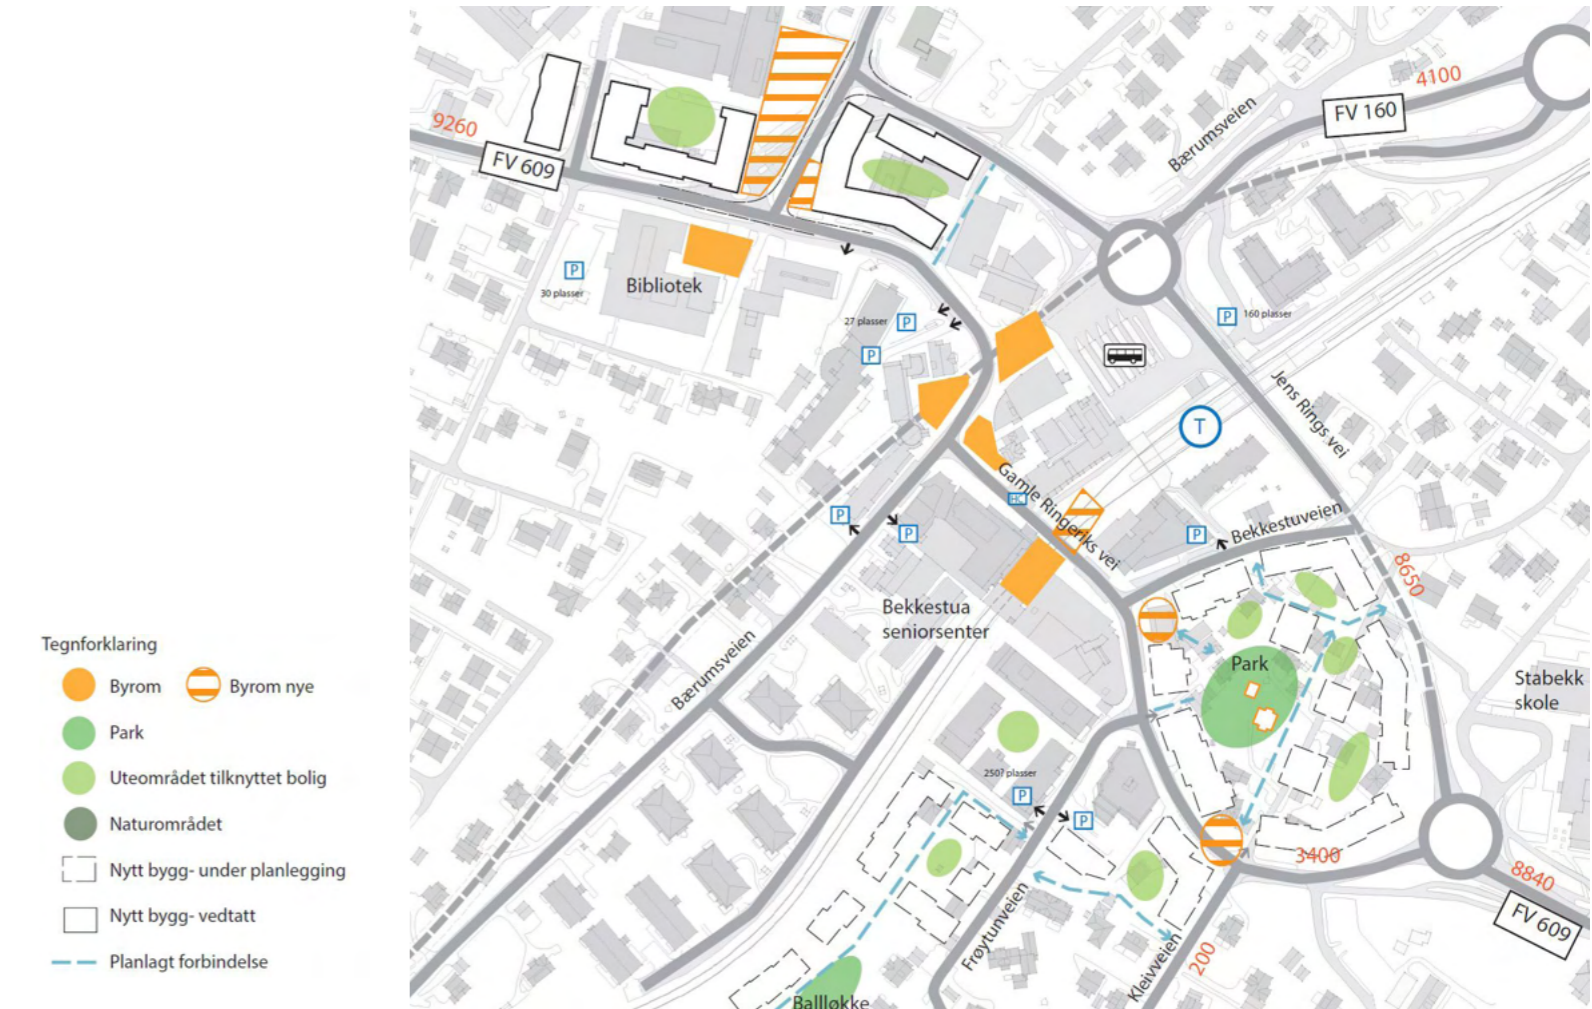 4100
FV 160
Bærumsveien
9260
FV 609
Bibliotek
P
30 plasser
27 plasser
P
P
P
160 plasser
Jens Rings vei
T
Gamle Ringeriks vei
HC
P
P
P
Bekkestuveien
8650
Bekkestua
seniorsenter
Bærumsveien
Park
Stabekk
skole
Tegnforklaring
Byrom
Byrom nye
Park
Uteområdet tilknyttet bolig
Naturområdet
Nytt bygg- under planlegging
Nytt bygg- vedtatt
Planlagt forbindelse
250? plasser
P
P
3400
8840
FV 609
Frøytunveien
Kleivveien
200
Ballløkke